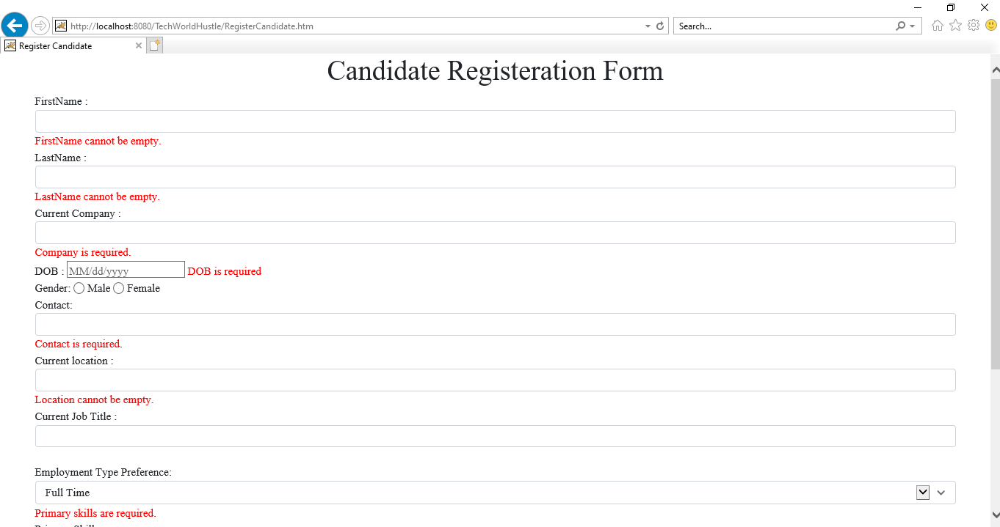 http://localhost:8080/TechWorldHustle/RegisterCandidate.htm
Search...
Register Candidate
Candidate Registeration Form
FirstName :
FirstName cannot be empty.
LastName :
LastName cannot be empty.
Current Company :
Company is required.
DOB : MM/dd/yyyy DOB is required
Gender: Male Female
Contact:
Contact is required.
Current location :
Location cannot be empty.
Current Job Title :
Employment Type Preference:
Full Time
Primary skills are required.